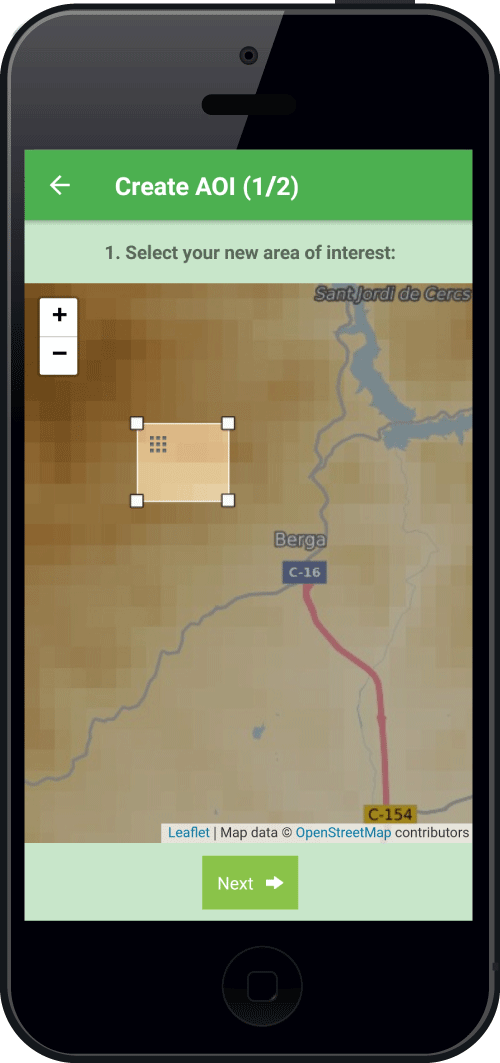 Create AOI (1/2)
1. Select your new area of interest:
Sant Jordi de Cercs
+
−
Berga
C-16
C-154
Leaflet | Map data © OpenStreetMap contributors
Next